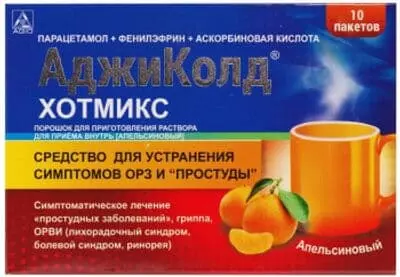 10
пакетов
ПАРАЦЕТАМОЛ + ФЕНИЛЭФРИН + АСКОРБИНОВАЯ КИСЛОТА
АджиКолд®
ХОТМИКС
ПОРОШОК ДЛЯ ПРИГОТОВЛЕНИЯ РАСТВОРА
ДЛЯ ПРИЁМА ВНУТРЬ [АПЕЛЬСИНОВЫЙ]
СРЕДСТВО ДЛЯ УСТРАНЕНИЯ
СИМПТОМОВ ОРЗ И "ПРОСТУДЫ"
Симптоматическое лечение
«простудных заболеваний», гриппа,
ОРВИ (лихорадочный синдром,
болевой синдром, ринорея)
Апельсиновый